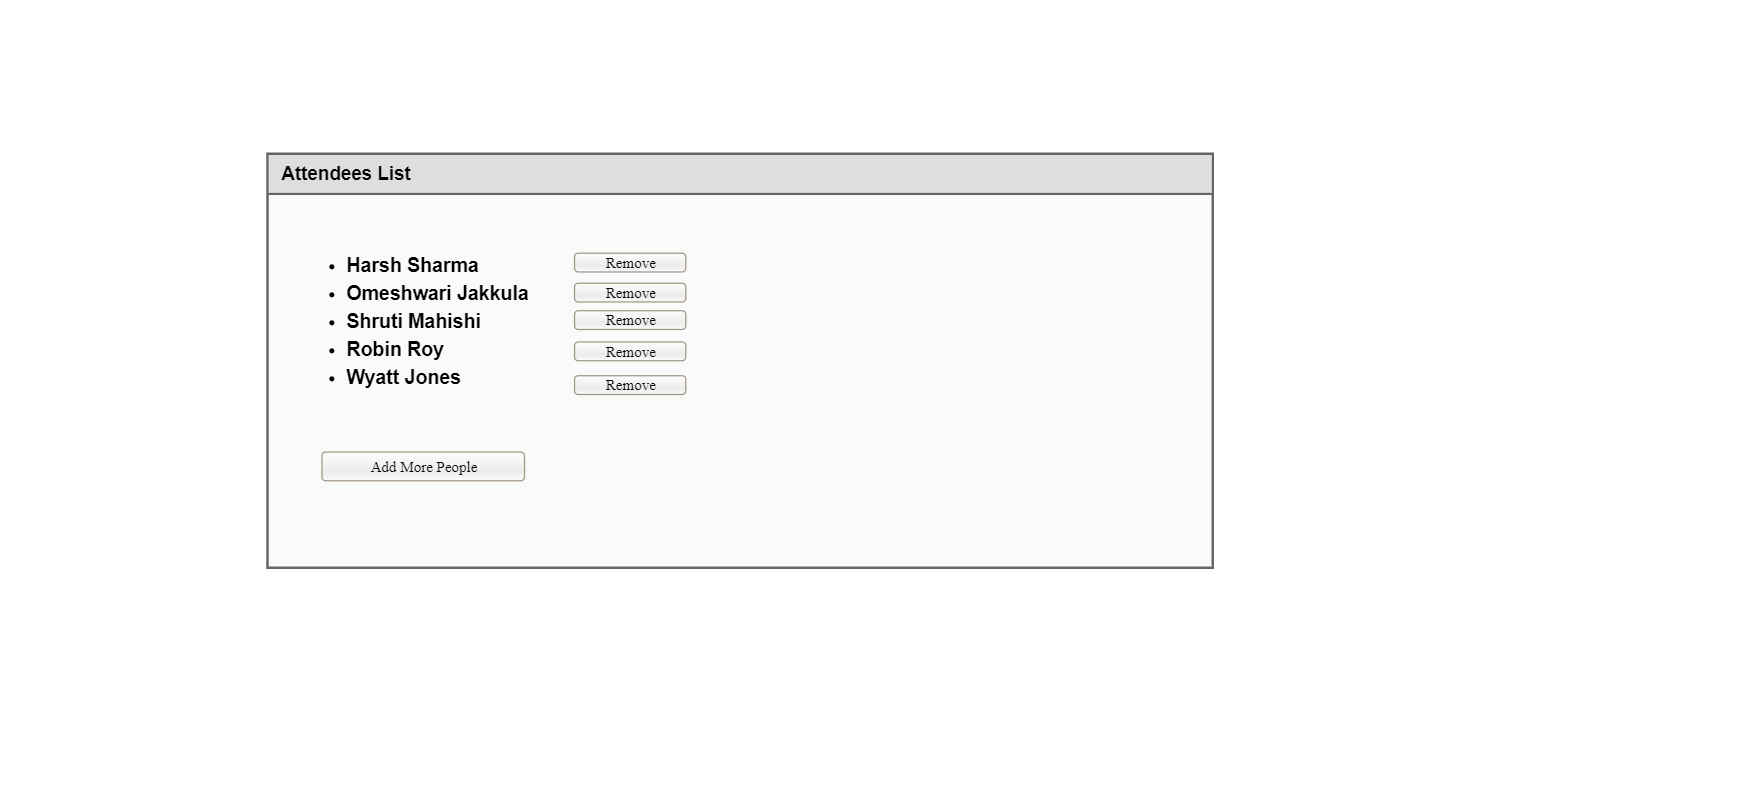 Attendees List
• Harsh Sharma Remove
• Omeshwari Jakkula Remove
• Shruti Mahishi Remove
• Robin Roy Remove
• Wyatt Jones Remove
Add More People